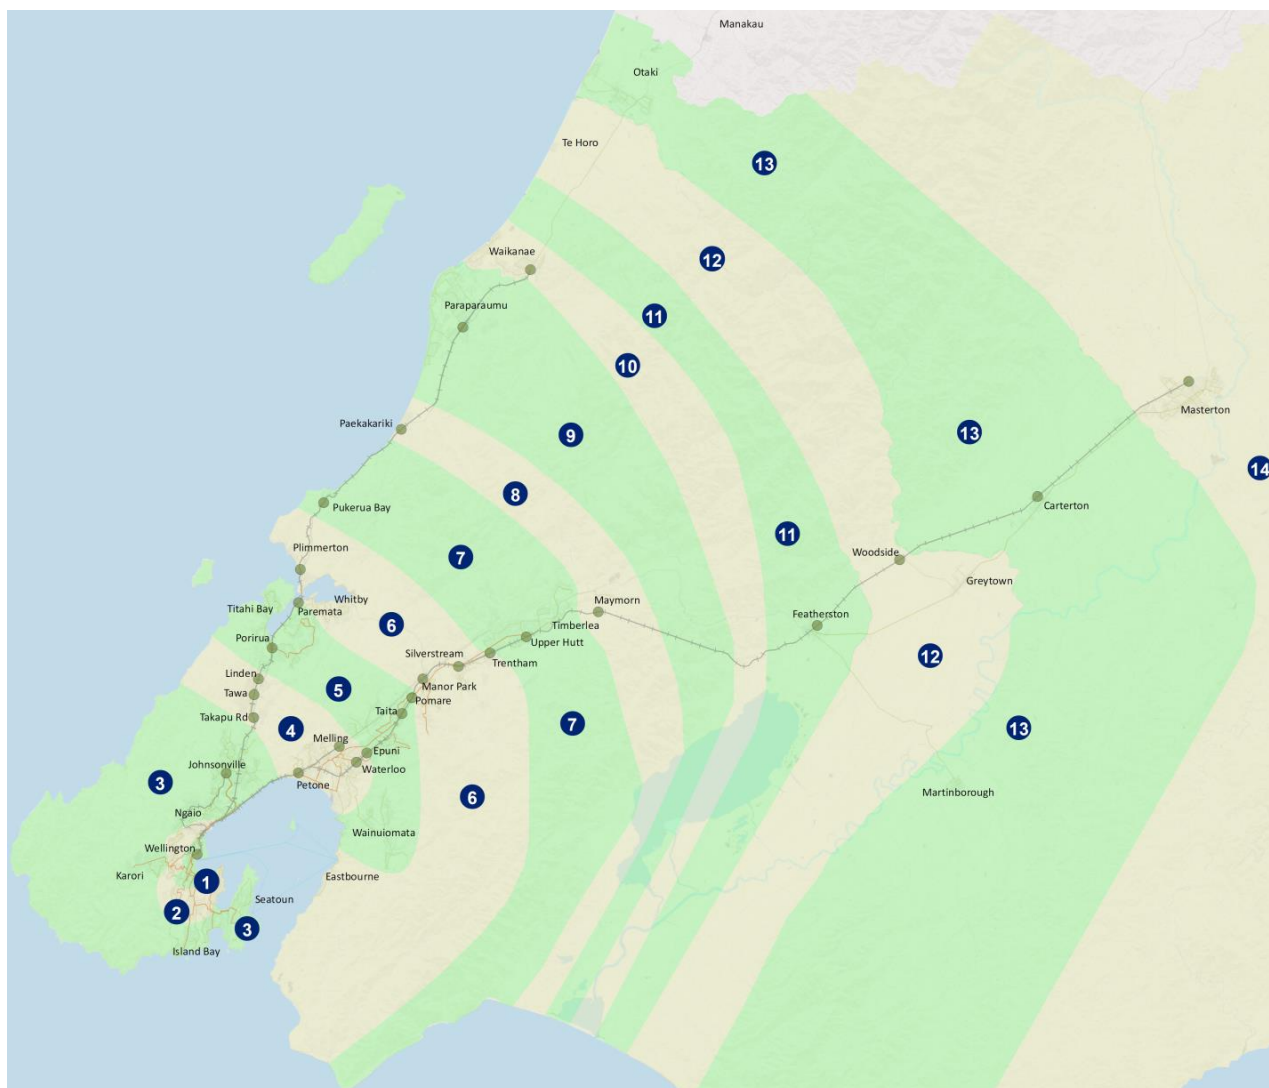 Manakau
Otaki
Te Horo
13
Waikanae
12
Paraparaumu
11
10
Masterton
Paekakariki
9
13
14
8
Carterton
Pukerua Bay
11
Plimmerton
7
Woodside
Greytown
Whitby
Titahi Bay
Paremata
Maymorn
Featherston
6
Timberlea
Porirua
Upper Hutt
Silverstream
Trentham
12
Linden
Manor Park
5
Tawa
Pomare
Taita
Takapu Rd
4
7
13
Melling
Epuni
Johnsonville
Waterloo
3
Petone
6
Martinborough
Ngaio
Wainuiomata
Wellington
Karori
1
Eastbourne
Seatoun
2
3
Island Bay